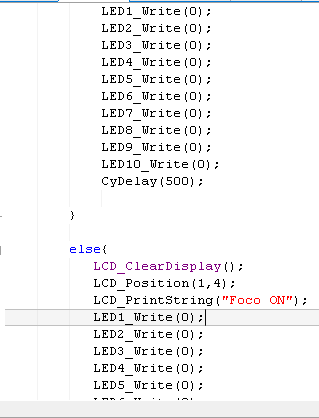 LED1_Write(0);
LED2_Write(0);
LED3_Write(0);
LED4_Write(0);
LED5_Write(0);
LED6_Write(0);
LED7_Write(0);
LED8_Write(0);
LED9_Write(0);
LED10_Write(0);
CyDelay(500);
}
else{
LCD_ClearDisplay();
LCD_Position(1,4);
LCD_PrintString("Foco ON");
LED1_Write(0);
LED2_Write(0);
LED3_Write(0);
LED4_Write(0);
LED5_Write(0);